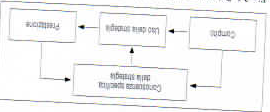 Conoscenza specifica
della strategia
Compito
Uso della strategia
Prestazione